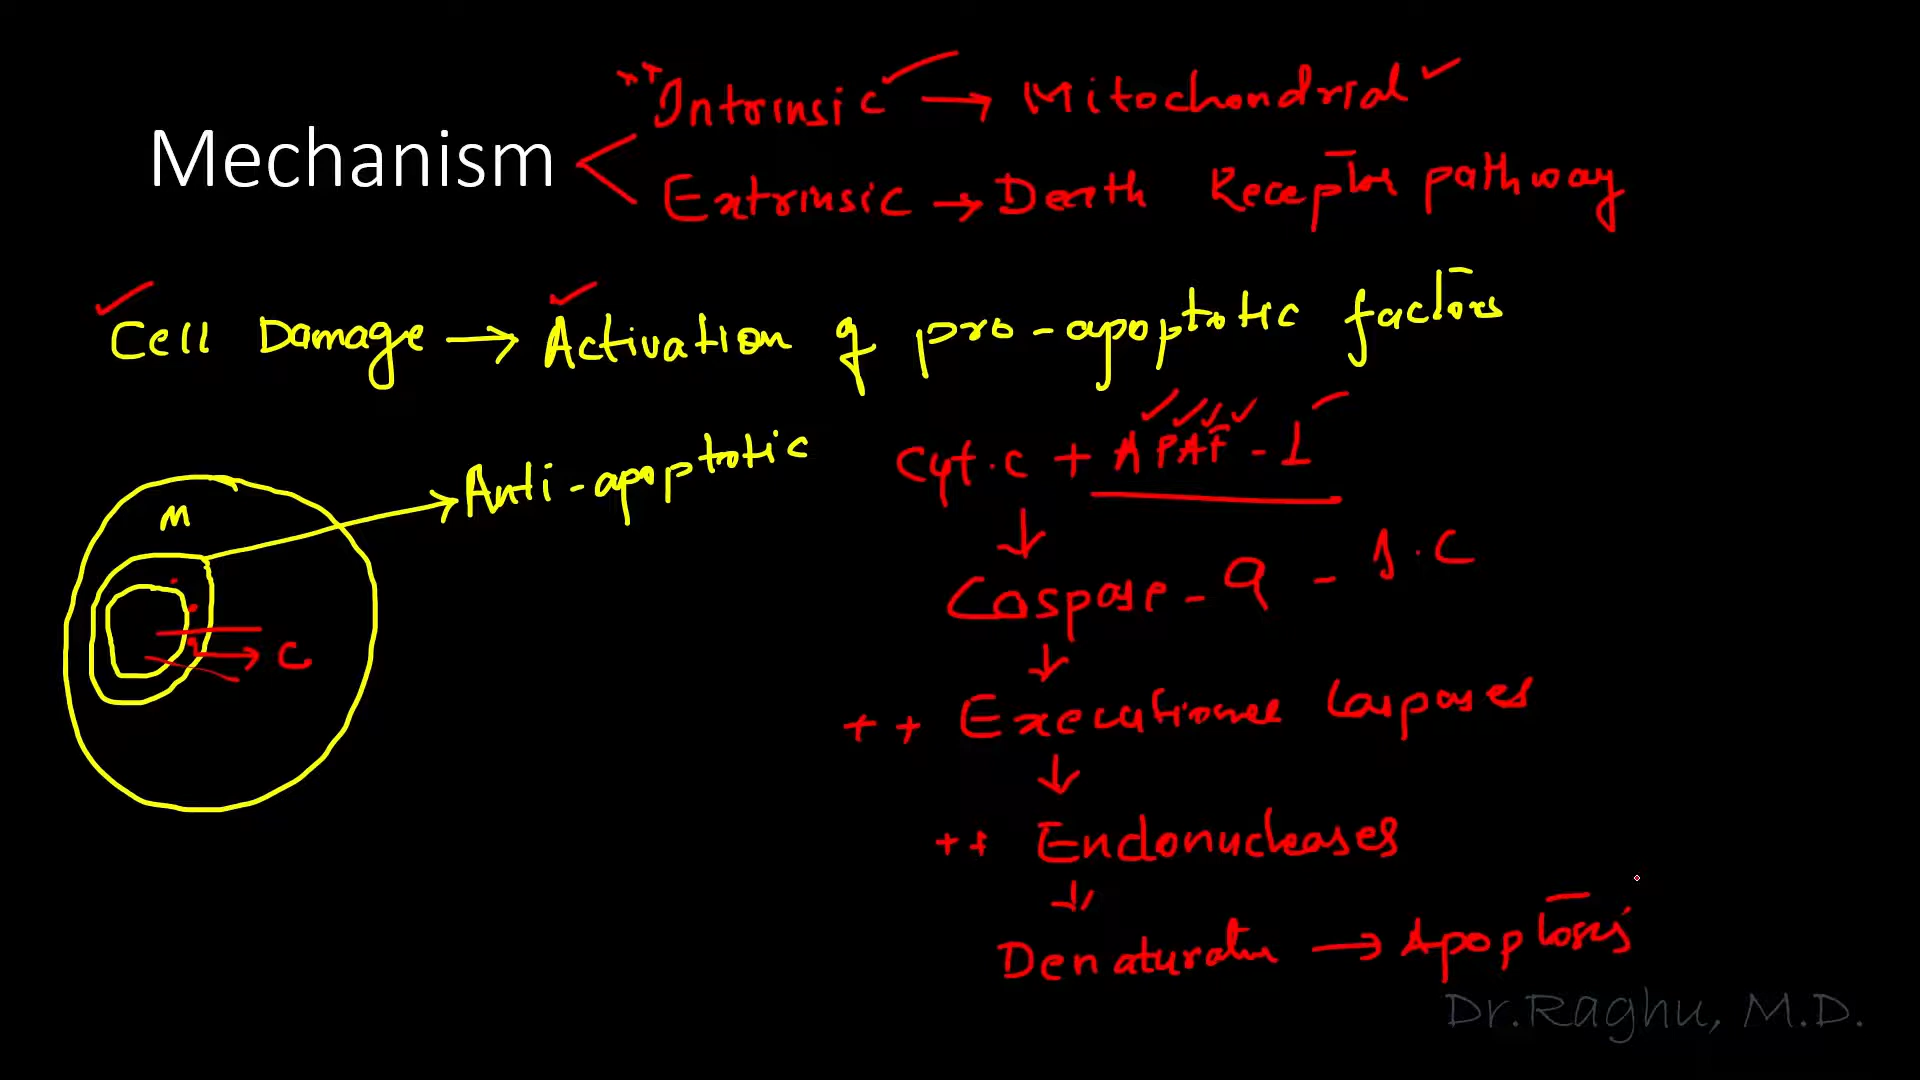 Intrinsic → Mitochondrial
Mechanism
Extrinsic → Death Receptor pathway
Cell Damage → Activation of pro-apoptotic factors
Anti-apoptotic
Cyt.c + APAF-1
M
Caspase-9 - I.C
C
++ Executioner Caspases
++ Endonucleases
Denaturatn → Apoptosis
Dr.Raghu, M.D.